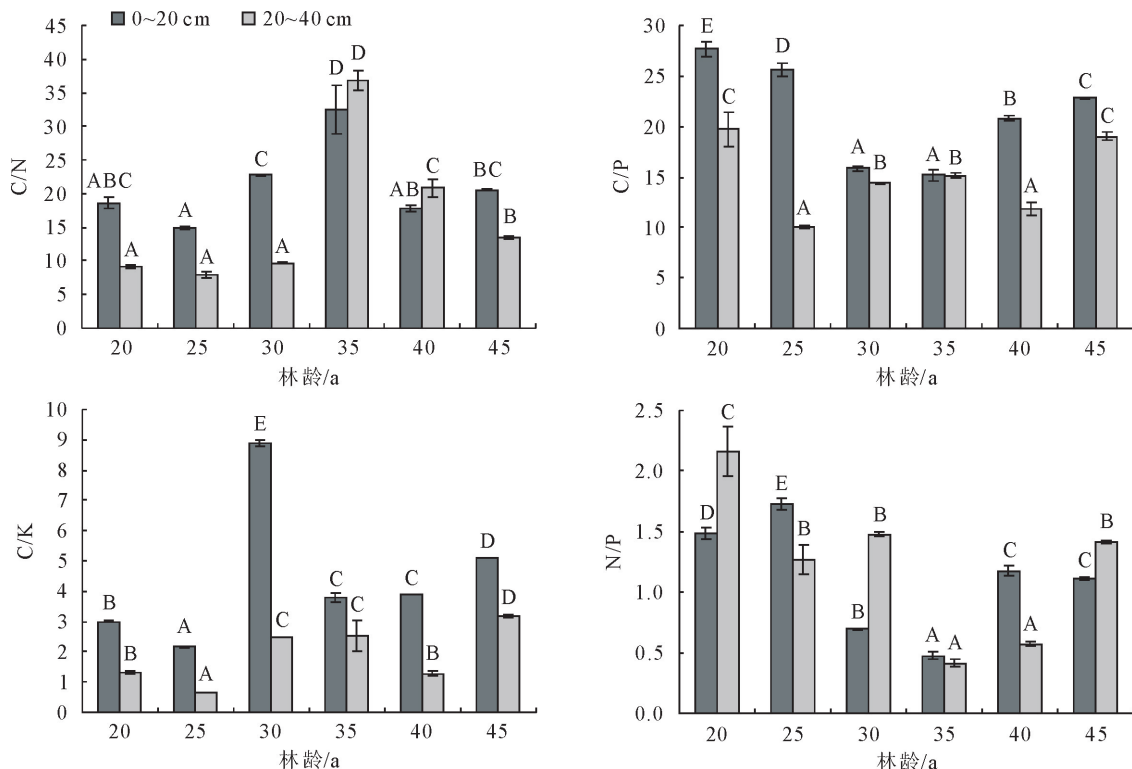 0~20 cm 20~40 cm
C/N
45
40
35
30
25
20
15
10
5
0
ABC A A A C A D D AB C BC B
20 25 30 35 40 45
林龄/a
C/P
30
25
20
15
10
5
0
E C D A A B A B B A C C
20 25 30 35 40 45
林龄/a
C/K
10
9
8
7
6
5
4
3
2
1
0
B B A A E C C C C B D D
20 25 30 35 40 45
林龄/a
N/P
2.5
2.0
1.5
1.0
0.5
0.0
D C E B B B A A C A C B
20 25 30 35 40 45
林龄/a